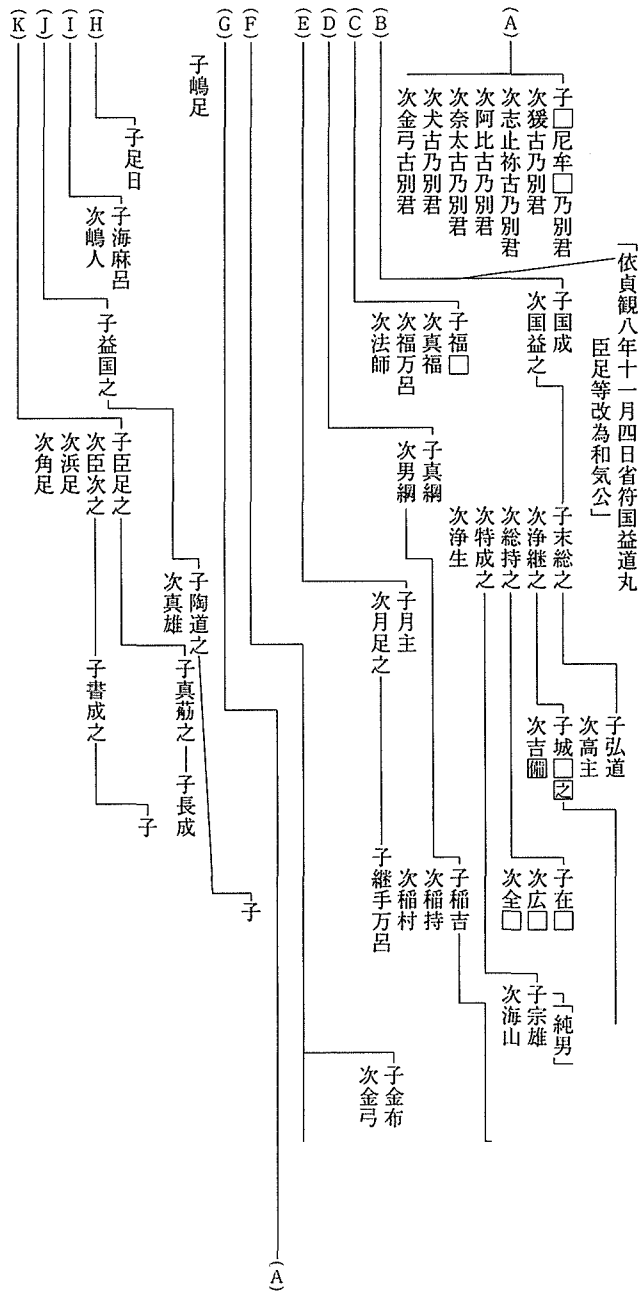 (A)
子□尼牟□乃別君
次猨古乃別君
次志止祢古乃別君
次阿比古乃別君
次奈太古乃別君
次犬古乃別君
次金弓古別君
「依貞観八年十一月四日省符国益道丸
臣足等改為和気公」
(B)
子国成
次国益之
子末総之
次浄継之
次総持之
次特成之
次浄生
子弘道
次高主
子城□之
次吉備
子在□
次広□
次全□
「純男」
子宗雄
次海山
(C)
子福□
次真福
次福万呂
次法師
(D)
子真綱
次男綱
子稲吉
次稲持
次稲村
(E)
子月主
次月足之
子継手万呂
(F)
子金布
次金弓
(G)
(A)
子嶋足
(H)
子足日
(I)
子海麻呂
次嶋人
(J)
子益国之
子陶道之
次真雄
子
(K)
子臣足之
次臣次之
次浜足
次角足
子真莇之
子長成
子書成之
子